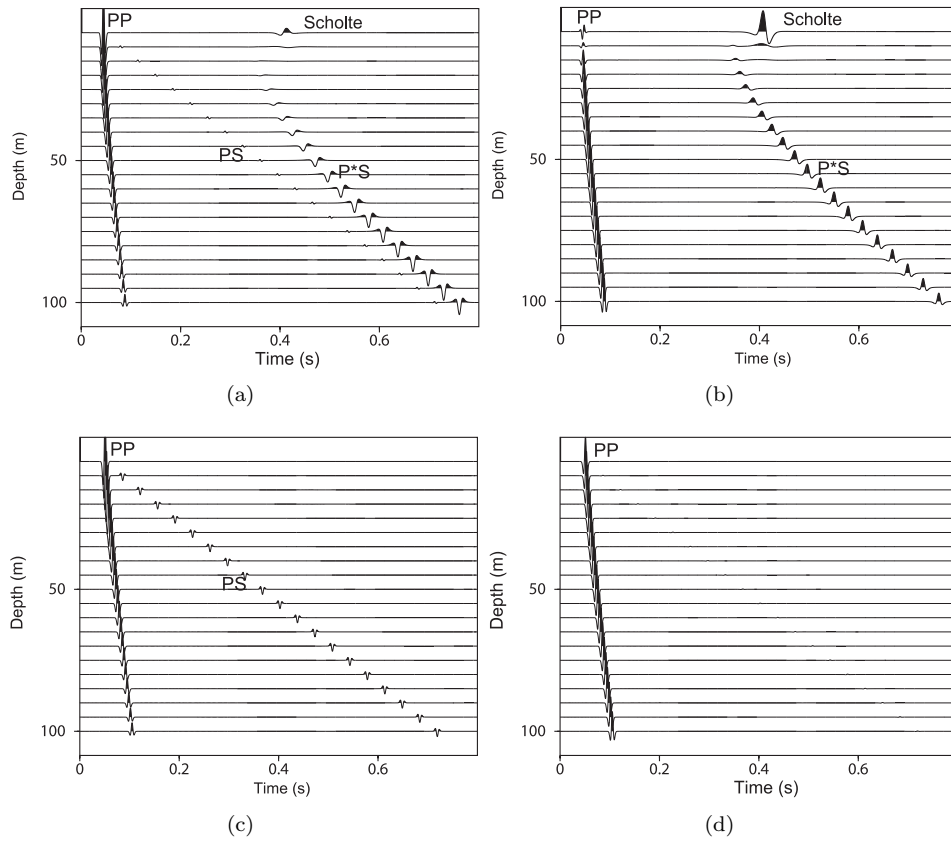 PP
Scholte
PS
P*S
Depth (m)
50
100
0
0.2
0.4
0.6
Time (s)
(a)
PP
Scholte
P*S
Depth (m)
50
100
0
0.2
0.4
0.6
Time (s)
(b)
PP
PS
Depth (m)
50
100
0
0.2
0.4
0.6
Time (s)
(c)
PP
Depth (m)
50
100
0
0.2
0.4
0.6
Time (s)
(d)